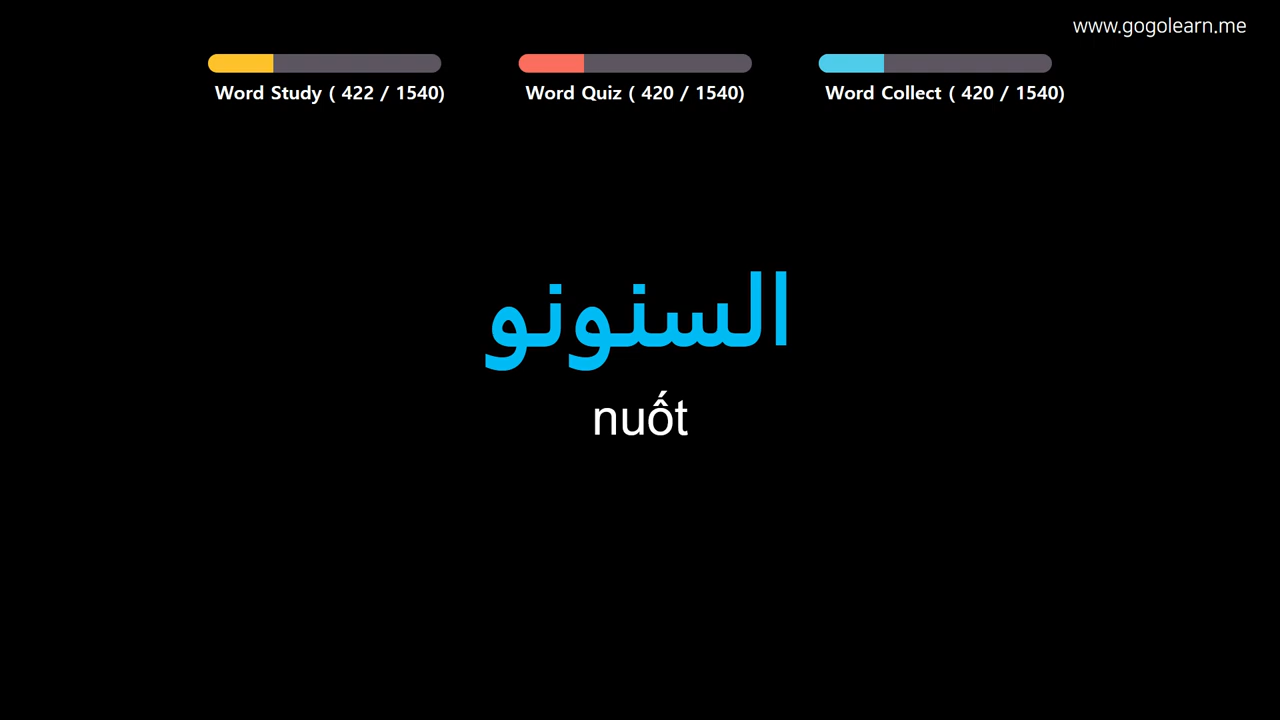 www.gogolearn.me
Word Study ( 422 / 1540)
Word Quiz ( 420 / 1540)
Word Collect ( 420 / 1540)
السنونو
nuốt